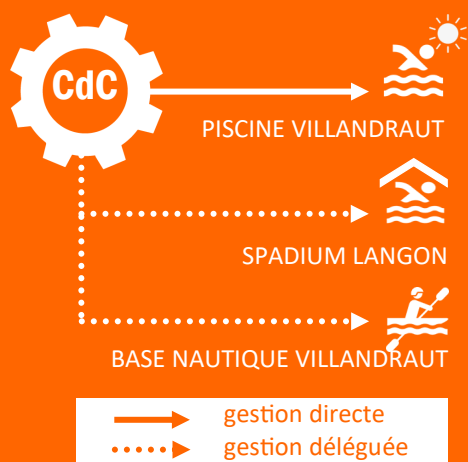 CdC
PISCINE VILLANDRAUT
SPADIUM LANGON
BASE NAUTIQUE VILLANDRAUT
gestion directe
gestion déléguée